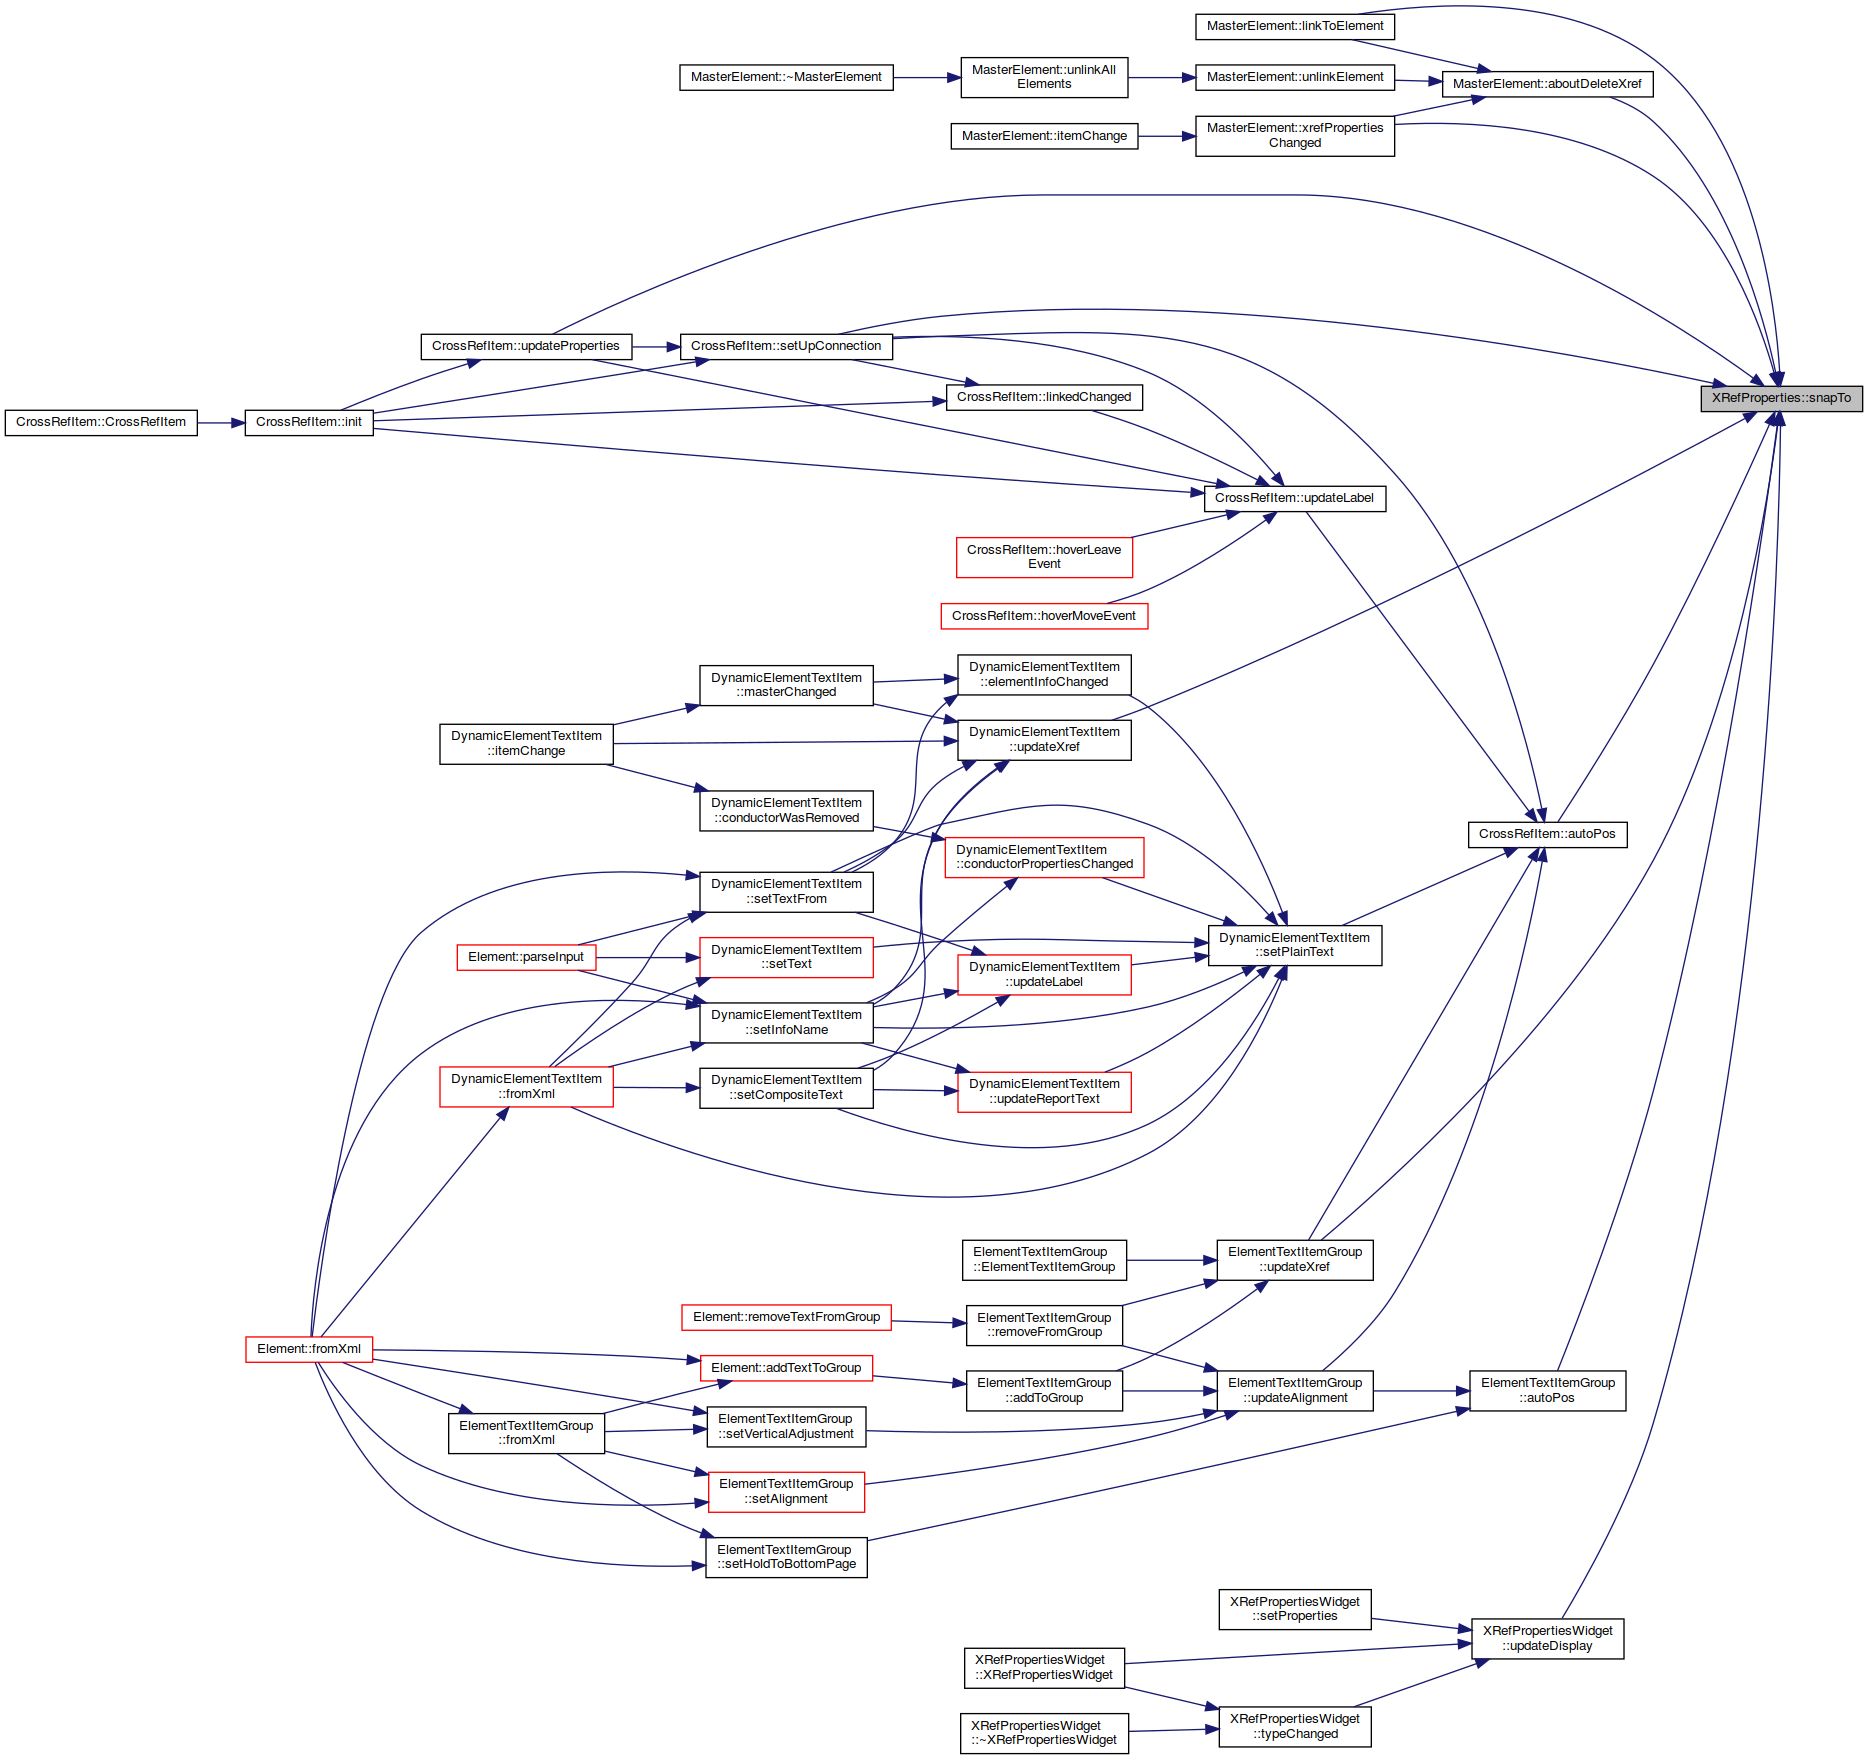 MasterElement::linkToElement
MasterElement::~MasterElement
MasterElement::unlinkAll
Elements
MasterElement::unlinkElement
MasterElement::aboutDeleteXref
MasterElement::itemChange
MasterElement::xrefProperties
Changed
CrossRefItem::updateProperties
CrossRefItem::setUpConnection
CrossRefItem::linkedChanged
XRefProperties::snapTo
CrossRefItem::CrossRefItem
CrossRefItem::init
CrossRefItem::updateLabel
CrossRefItem::hoverLeave
Event
CrossRefItem::hoverMoveEvent
DynamicElementTextItem
::masterChanged
DynamicElementTextItem
::elementInfoChanged
DynamicElementTextItem
::itemChange
DynamicElementTextItem
::updateXref
DynamicElementTextItem
::conductorWasRemoved
DynamicElementTextItem
::conductorPropertiesChanged
CrossRefItem::autoPos
DynamicElementTextItem
::setTextFrom
Element::parseInput
DynamicElementTextItem
::setText
DynamicElementTextItem
::updateLabel
DynamicElementTextItem
::setPlainText
DynamicElementTextItem
::setInfoName
DynamicElementTextItem
::fromXml
DynamicElementTextItem
::setCompositeText
DynamicElementTextItem
::updateReportText
ElementTextItemGroup
::ElementTextItemGroup
ElementTextItemGroup
::updateXref
Element::removeTextFromGroup
ElementTextItemGroup
::removeFromGroup
Element::fromXml
Element::addTextToGroup
ElementTextItemGroup
::addToGroup
ElementTextItemGroup
::updateAlignment
ElementTextItemGroup
::autoPos
ElementTextItemGroup
::fromXml
ElementTextItemGroup
::setVerticalAdjustment
ElementTextItemGroup
::setAlignment
ElementTextItemGroup
::setHoldToBottomPage
XRefPropertiesWidget
::setProperties
XRefPropertiesWidget
::updateDisplay
XRefPropertiesWidget
::XRefPropertiesWidget
XRefPropertiesWidget
::typeChanged
XRefPropertiesWidget
::~XRefPropertiesWidget